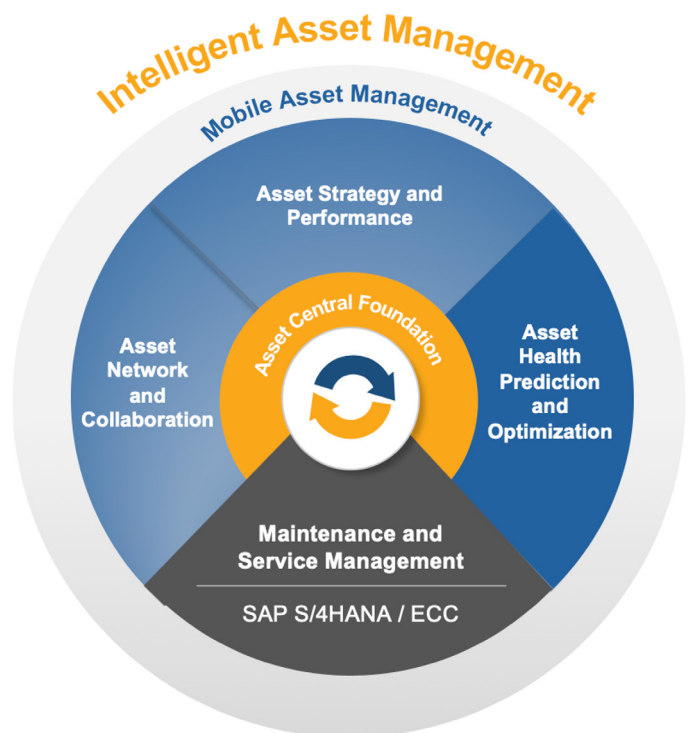 Intelligent Asset Management
Mobile Asset Management
Asset Strategy and
Performance
Asset Central Foundation
Asset
Network
and
Collaboration
Asset
Health
Prediction
and
Optimization
Maintenance and
Service Management
SAP S/4HANA / ECC